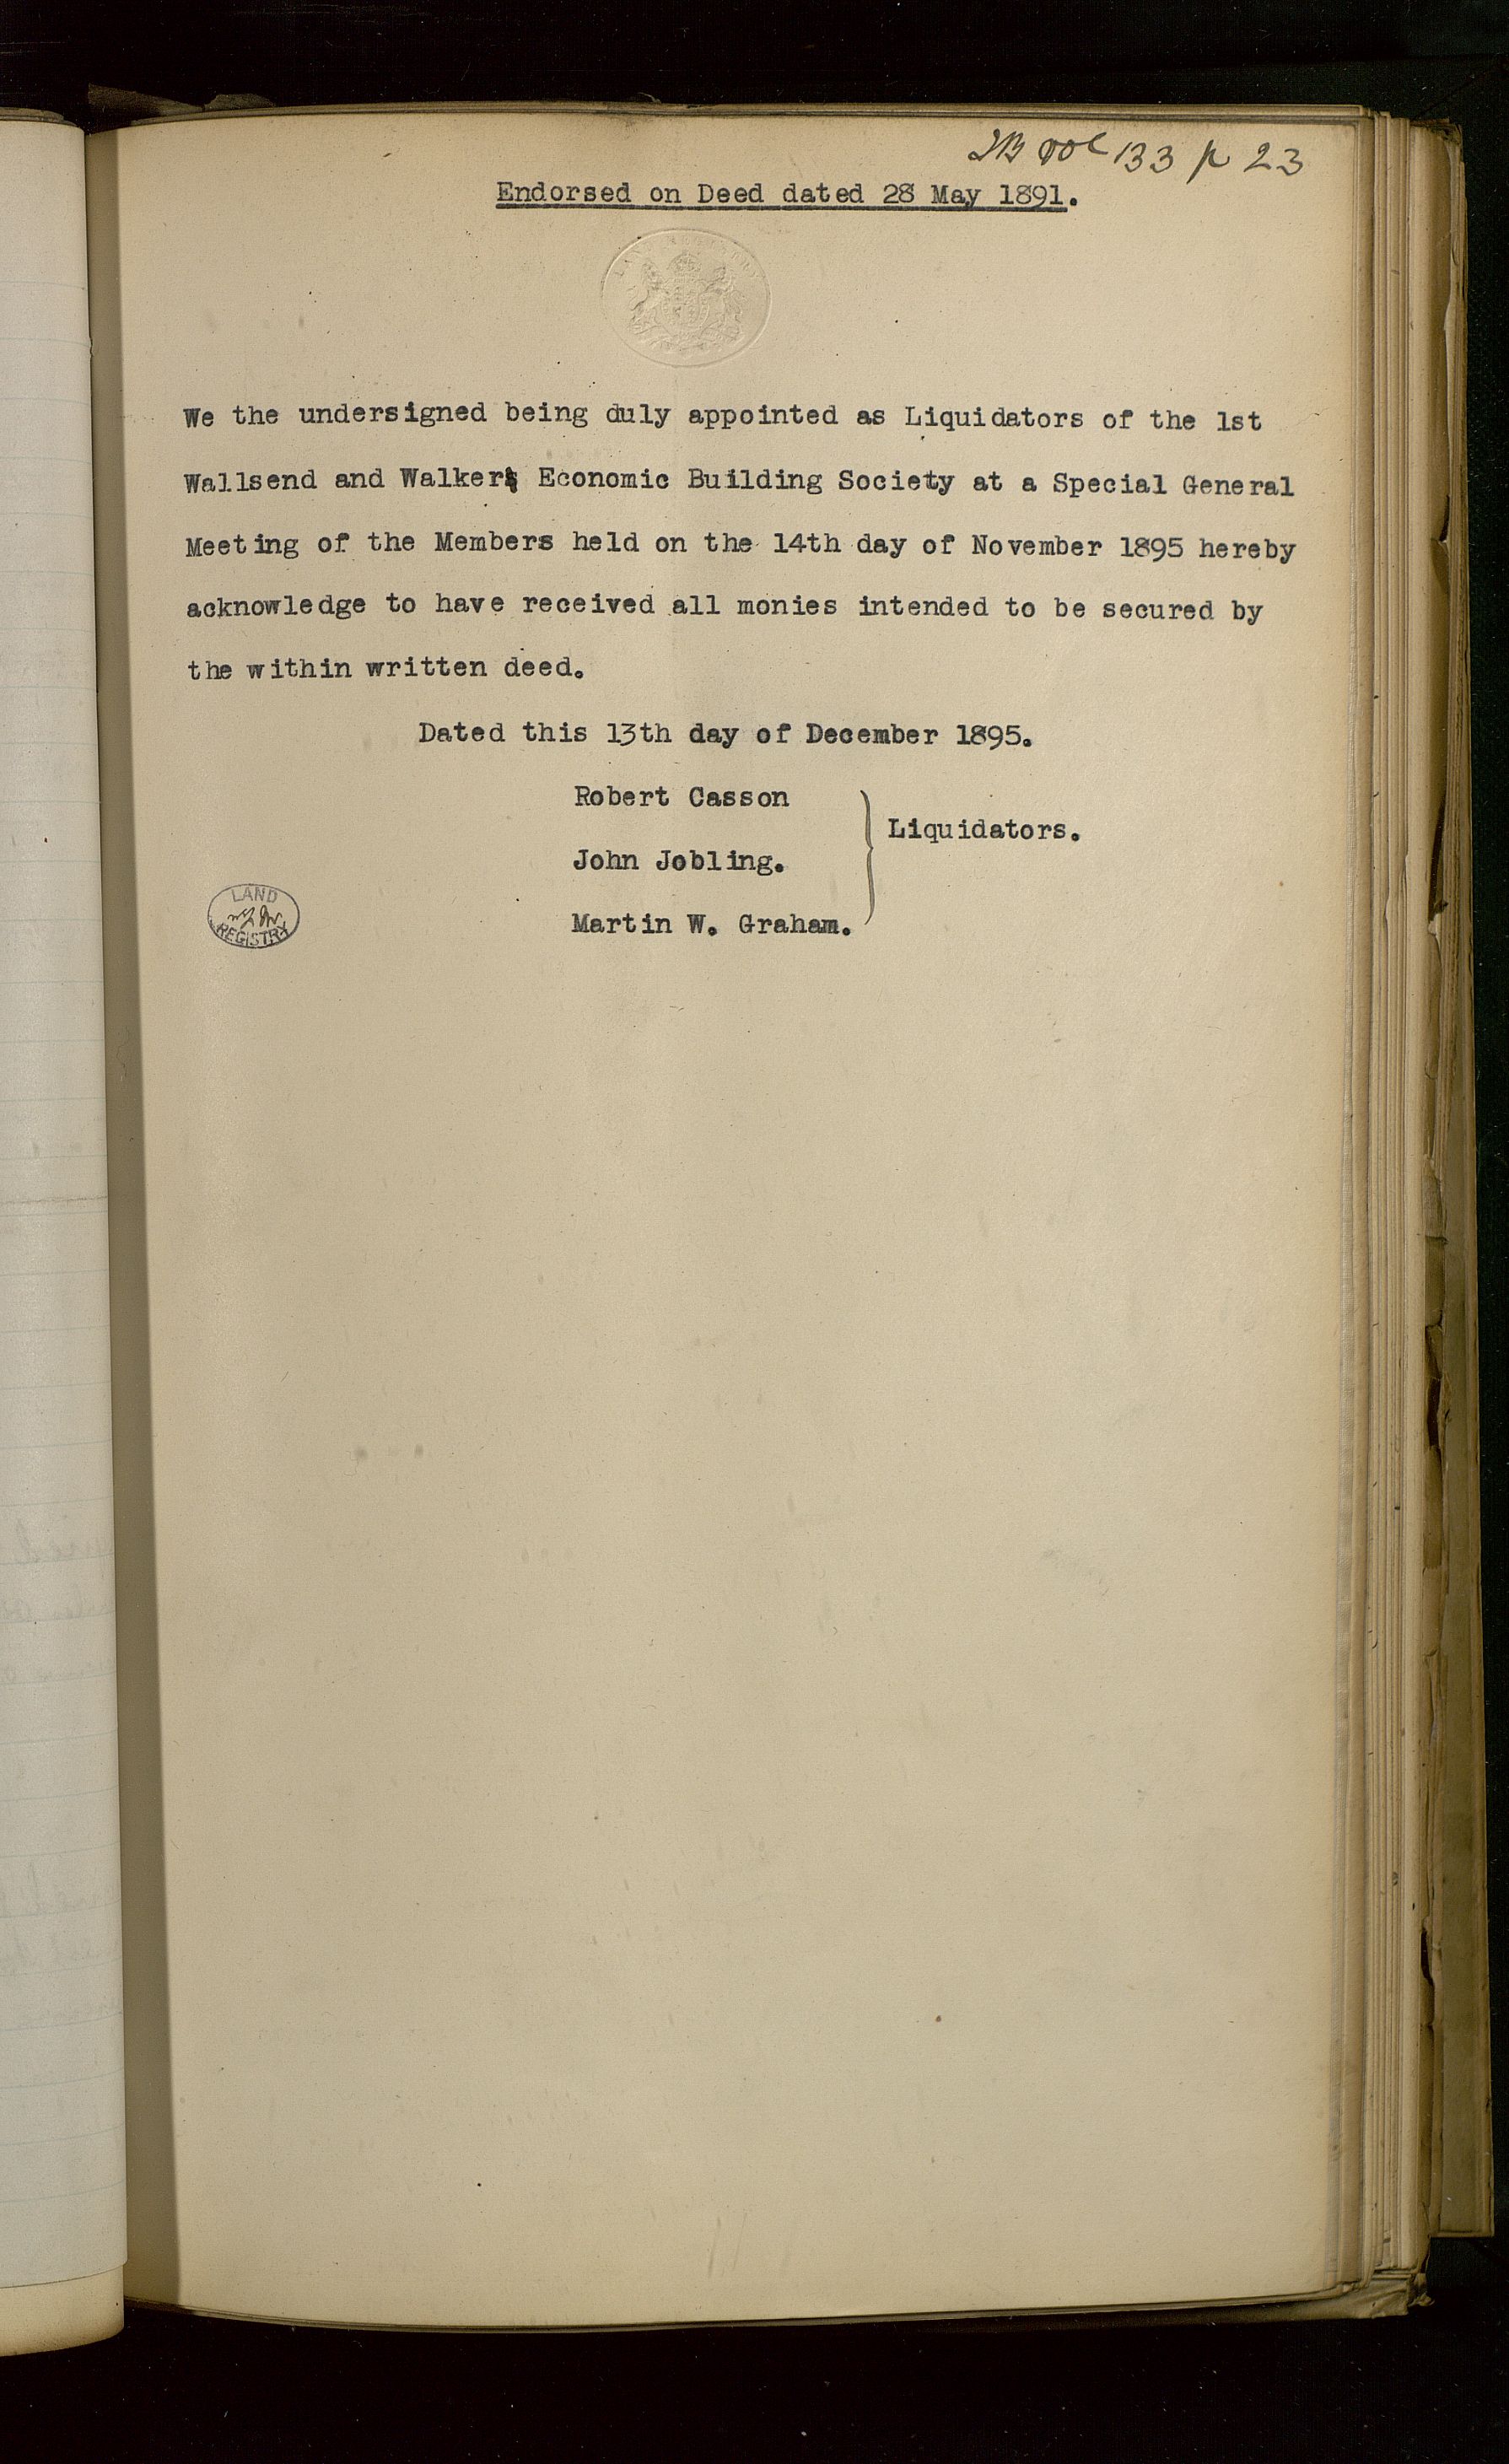 vol 133 p 23
Endorsed on Deed dated 28 May 1891.
We the undersigned being duly appointed as Liquidators of the 1st
Wallsend and Walker Economic Building Society at a Special General
Meeting of the Members held on the 14th day of November 1895 hereby
acknowledge to have received all monies intended to be secured by
the within written deed.
Dated this 13th day of December 1895.
Robert Casson
Liquidators.
John Jobling.
Martin W. Graham.
LAND
REGISTRY